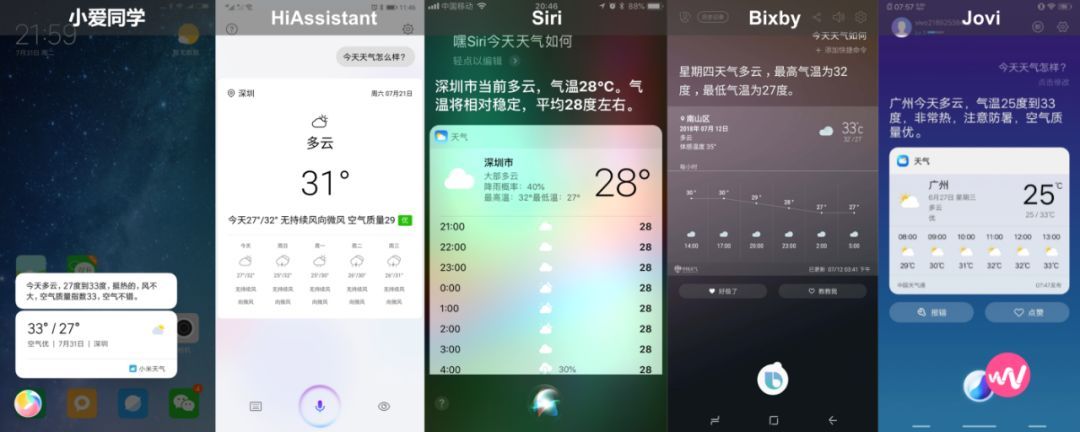 小爱同学
21:59
7月31日 周二
今天多云，27度到33度，挺热的，风不
大，空气质量指数33，空气不错。
33° / 27°
空气优 | 7月31日 | 深圳
小米天气
4
HiAssistant
11:46
今天天气怎么样?
深圳
周六 07月21日
多云
31°
今天27°/32° 无持续风向微风 空气质量29 优
今天 周日 周一 周二 周三
27°/32° 25°/30° 25°/30° 26°/30° 26°/31°
无持续风 无持续风 无持续风 无持续风 无持续风
向微风 向微风 向微风 向微风 向微风
中国移动
20:46
88%
Siri
嘿Siri今天天气如何
轻点以编辑
深圳市当前多云，气温28°C。气
温将相对稳定，平均28度左右。
天气
深圳市
大部多云
降雨概率：40%
最高温：32°最低温：27°
28°
21:00 28
22:00 28
23:00 28
0:00 28
1:00 28
2:00 28
3:00 28
4:00 30% 28
?
Bixby
今天天气如何
+ 添加快捷命令
星期四天气多云，最高气温为32
度，最低气温为27度。
南山区
2018年 07月 12日
多云
体感温度 35°
33°c
32°/27°
每小时
30° 30° 29° 28° 27° 27°
14:00 17:00 20:00 23:00 2:00 5:00
已更新 07/12 03:41 下午
好极了
教教我
07:57
Jovi
今天天气怎样?
点击修改
广州今天多云，气温25度到33
度，非常热，注意防暑，空气质
量优。
天气
广州
6月27日 星期三
多云
优
25°c
25 / 33°C
08:00 09:00 10:00 11:00 12:00 13:00
29℃ 30℃ 31℃ 32℃ 32℃ 33℃
中国天气通
07:47发布
点赞